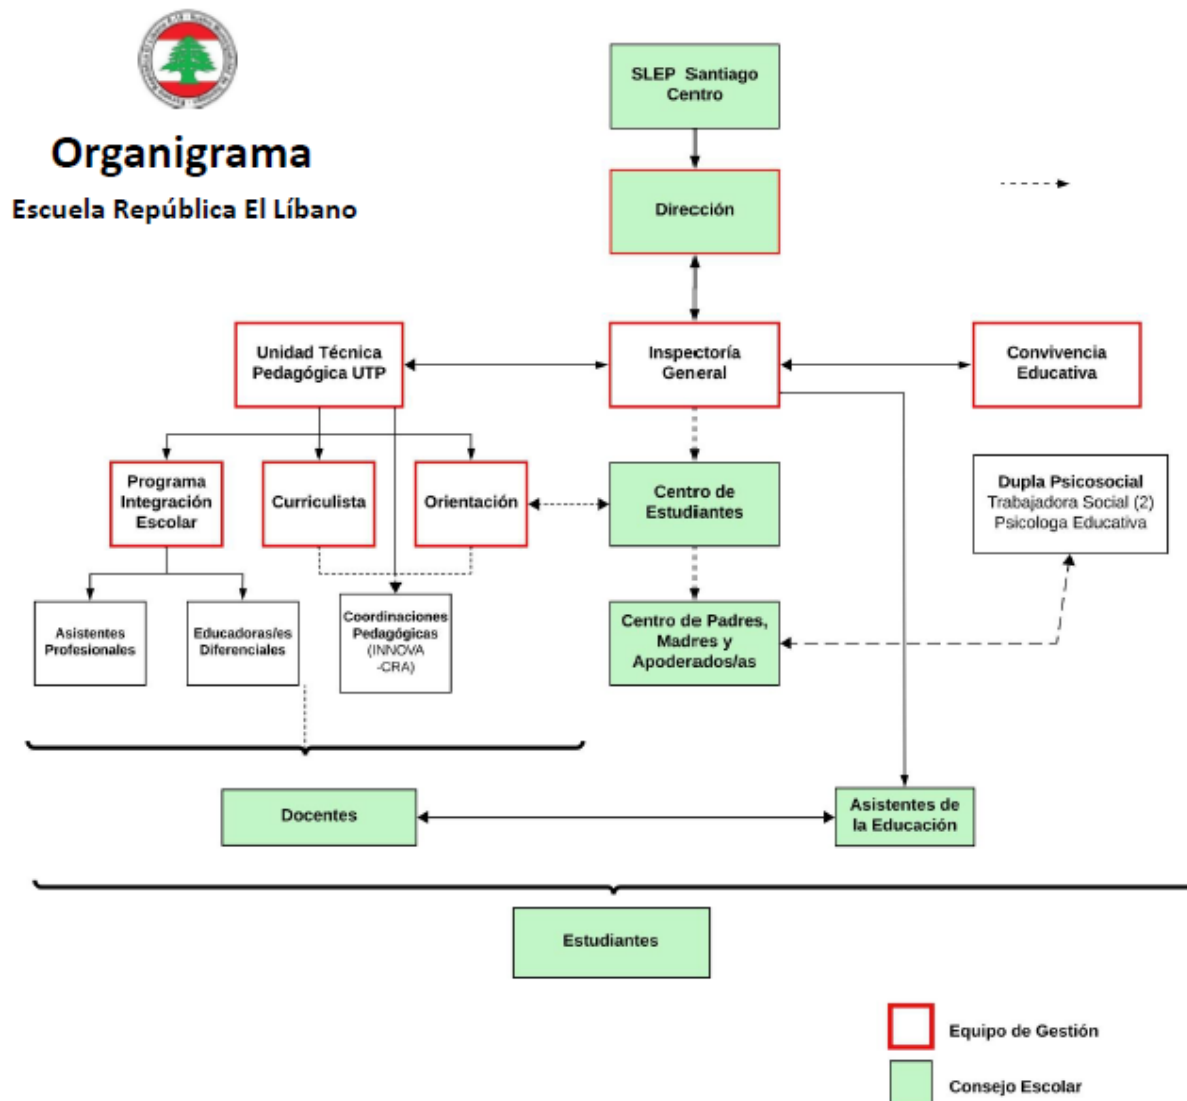 Organigrama
Escuela República El Líbano
SLEP Santiago
Centro
Dirección
Unidad Técnica
Pedagógica UTP
Inspectoría
General
Convivencia
Educativa
Programa
Integración
Escolar
Curriculista
Orientación
Centro de
Estudiantes
Dupla Psicosocial
Trabajadora Social (2)
Psicologa Educativa
Asistentes
Profesionales
Educadoras/es
Diferenciales
Coordinaciones
Pedagógicas
(INNOVA
-CRA)
Centro de Padres,
Madres y
Apoderados/as
Docentes
Asistentes de
la Educación
Estudiantes
Equipo de Gestión
Consejo Escolar